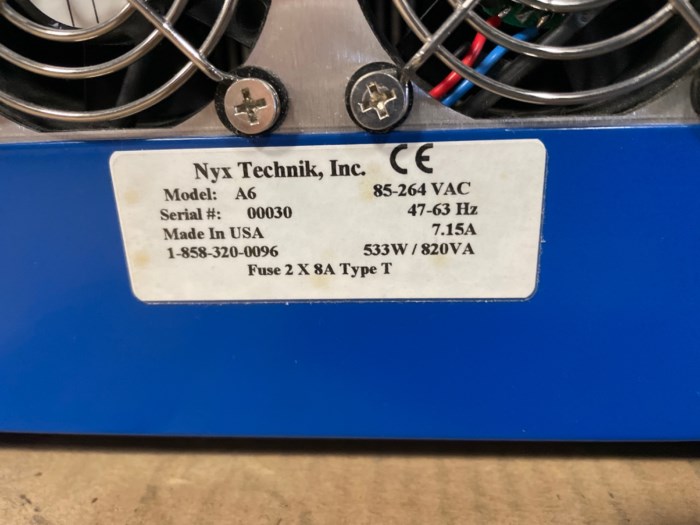 Nyx Technik, Inc. CE
Model: A6 85-264 VAC
Serial #: 00030 47-63 Hz
Made In USA 7.15A
1-858-320-0096 533W / 820VA
Fuse 2 X 8A Type T